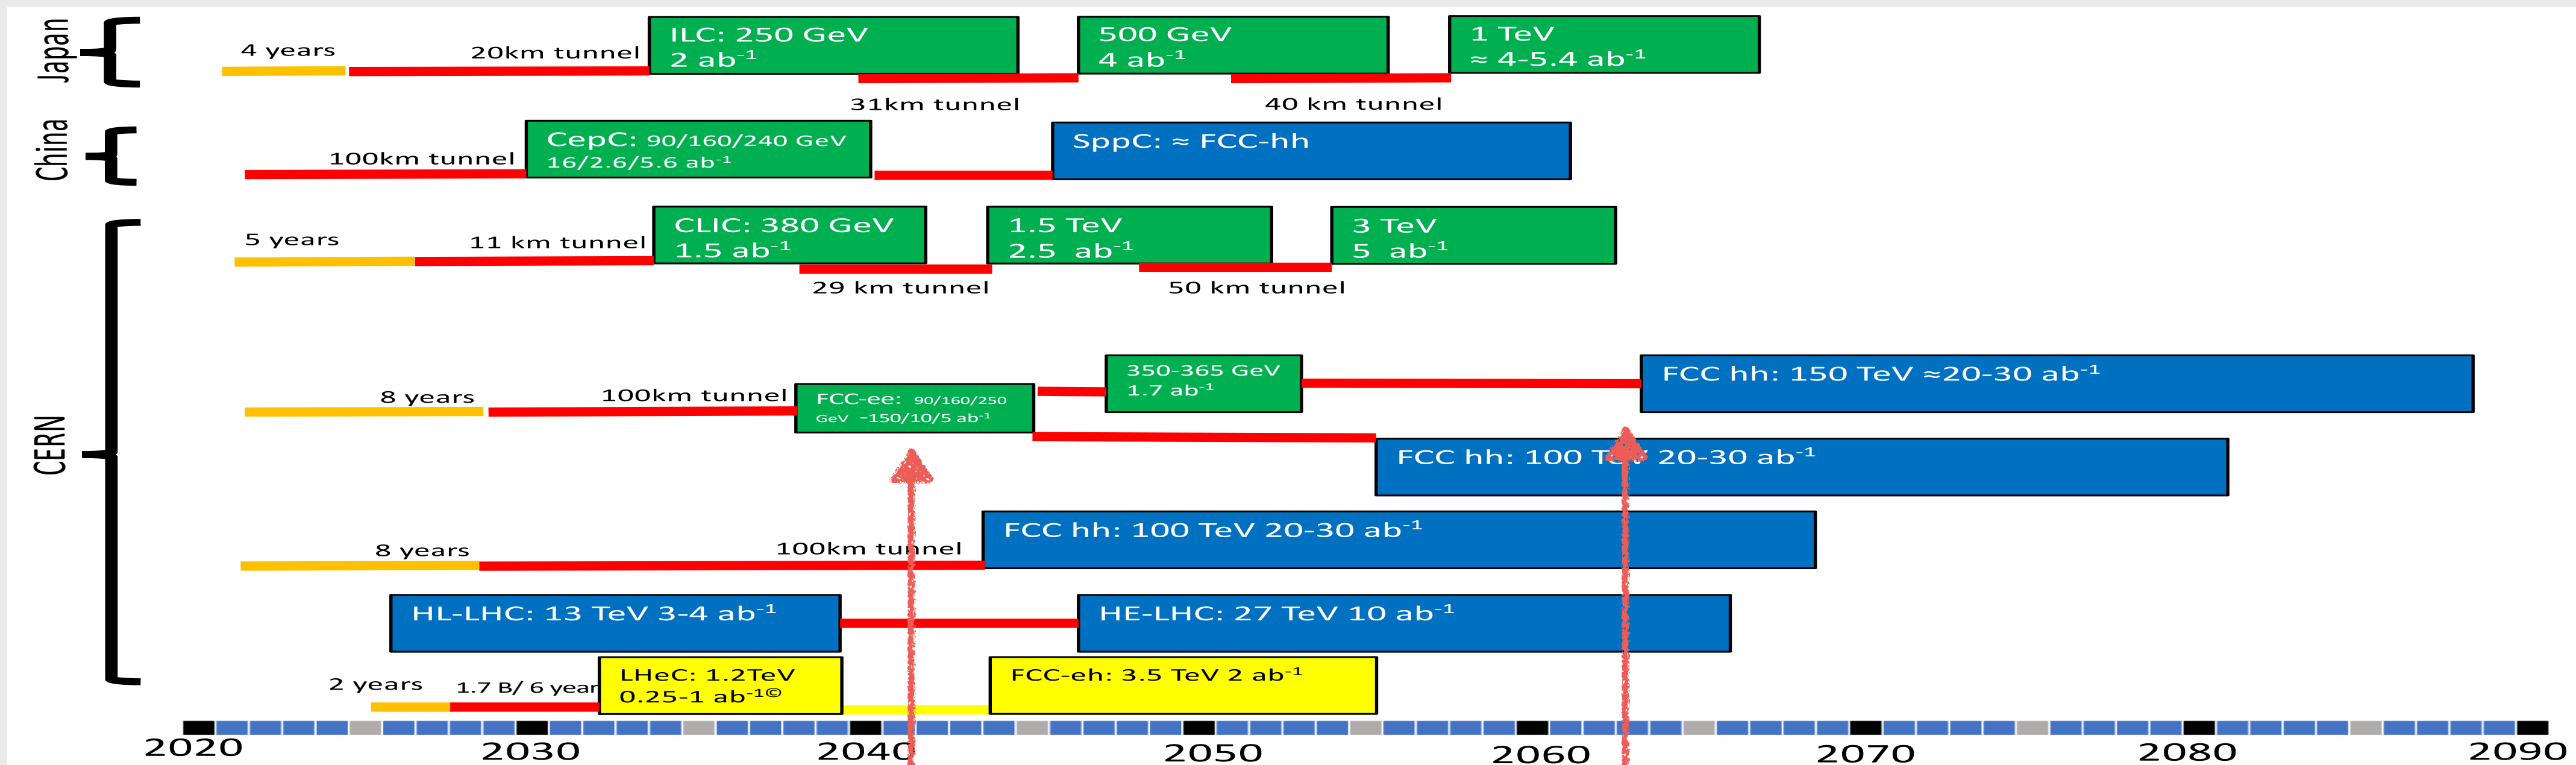 Japan
4 years
20km tunnel
ILC: 250 GeV
2 ab⁻¹
31km tunnel
500 GeV
4 ab⁻¹
40 km tunnel
1 TeV
≈ 4-5.4 ab⁻¹
China
100km tunnel
CepC: 90/160/240 GeV
16/2.6/5.6 ab⁻¹
SppC: ≈ FCC-hh
CERN
5 years
11 km tunnel
CLIC: 380 GeV
1.5 ab⁻¹
29 km tunnel
1.5 TeV
2.5 ab⁻¹
50 km tunnel
3 TeV
5 ab⁻¹
8 years
100km tunnel
FCC-ee: 90/160/250
GeV -150/10/5 ab⁻¹
350-365 GeV
1.7 ab⁻¹
FCC hh: 150 TeV ≈20-30 ab⁻¹
FCC hh: 100 TeV 20-30 ab⁻¹
8 years
100km tunnel
FCC hh: 100 TeV 20-30 ab⁻¹
HL-LHC: 13 TeV 3-4 ab⁻¹
HE-LHC: 27 TeV 10 ab⁻¹
2 years
1.7 B/ 6 year
LHeC: 1.2TeV
0.25-1 ab⁻¹©
FCC-eh: 3.5 TeV 2 ab⁻¹
2020
2030
2040
2050
2060
2070
2080
2090